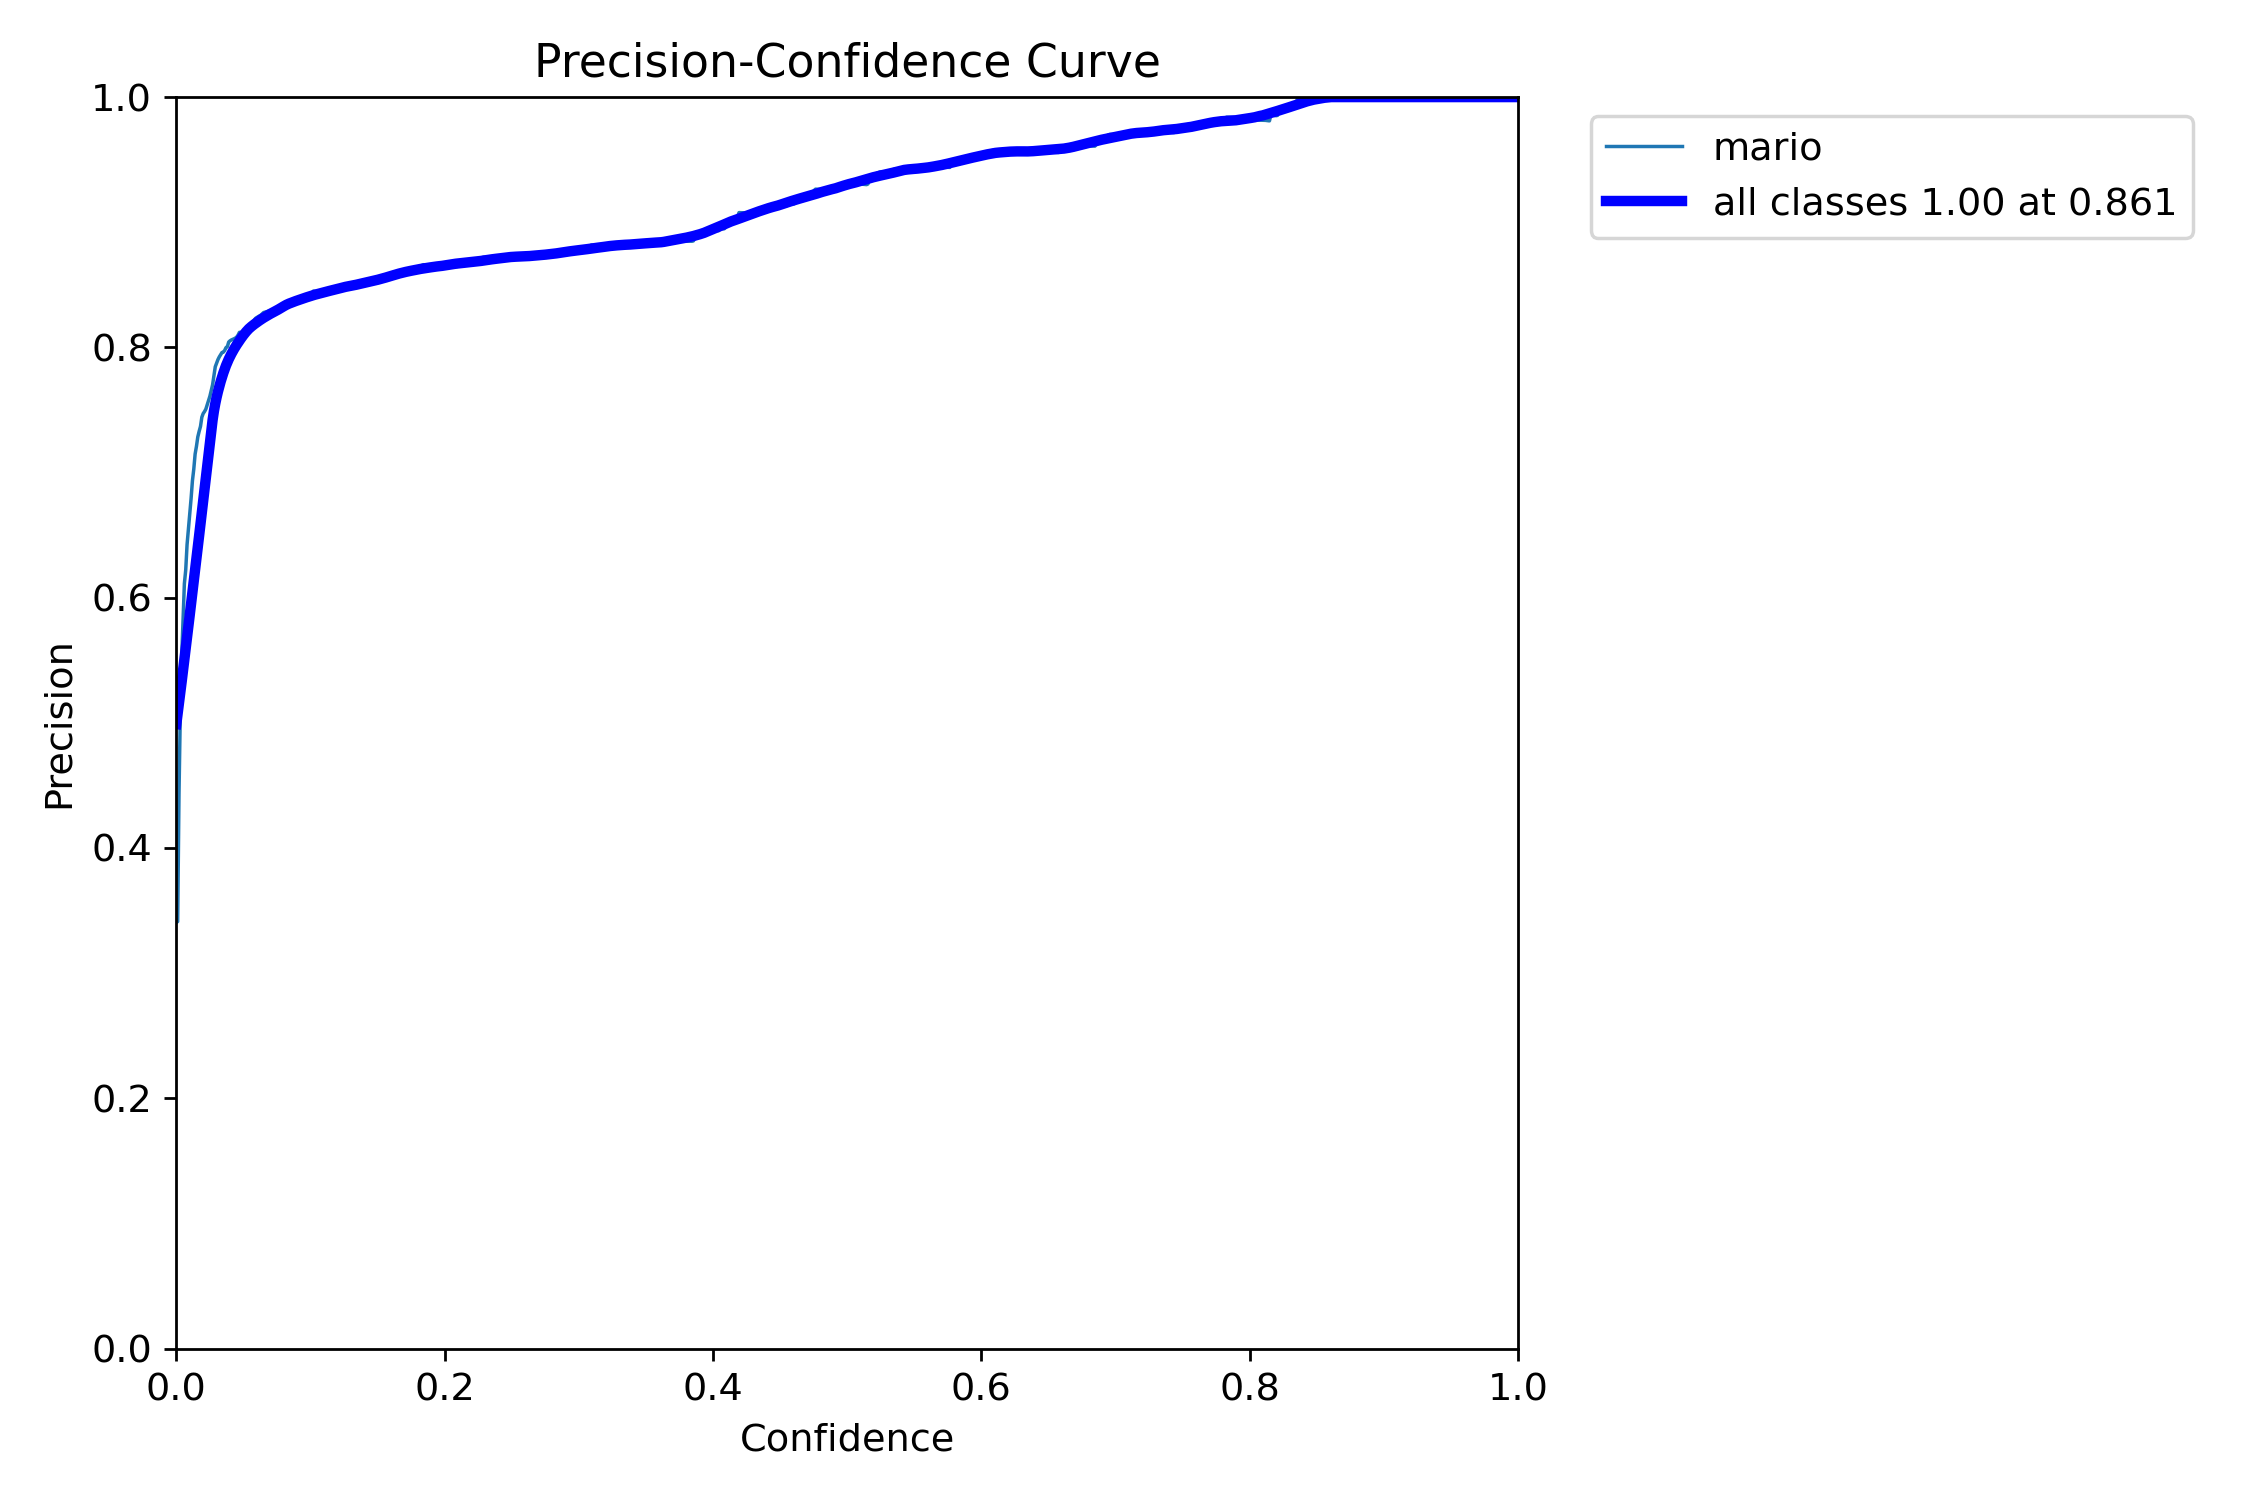 Precision-Confidence Curve
1.0
0.8
0.6
0.4
0.2
0.0
Precision
0.0 0.2 0.4 0.6 0.8 1.0
Confidence
mario
all classes 1.00 at 0.861